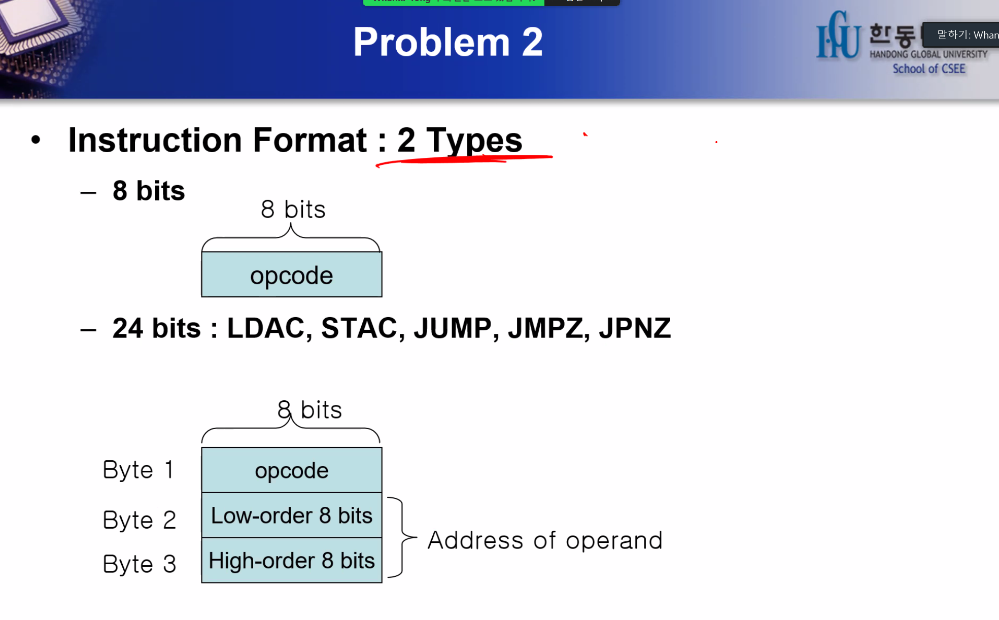 Problem 2
한동
말하기: Whan
HANDONG GLOBAL UNIVERSITY
School of CSEE
• Instruction Format : 2 Types
– 8 bits
8 bits
opcode
– 24 bits : LDAC, STAC, JUMP, JMPZ, JPNZ
8 bits
Byte 1 opcode
Byte 2 Low-order 8 bits
Address of operand
Byte 3 High-order 8 bits